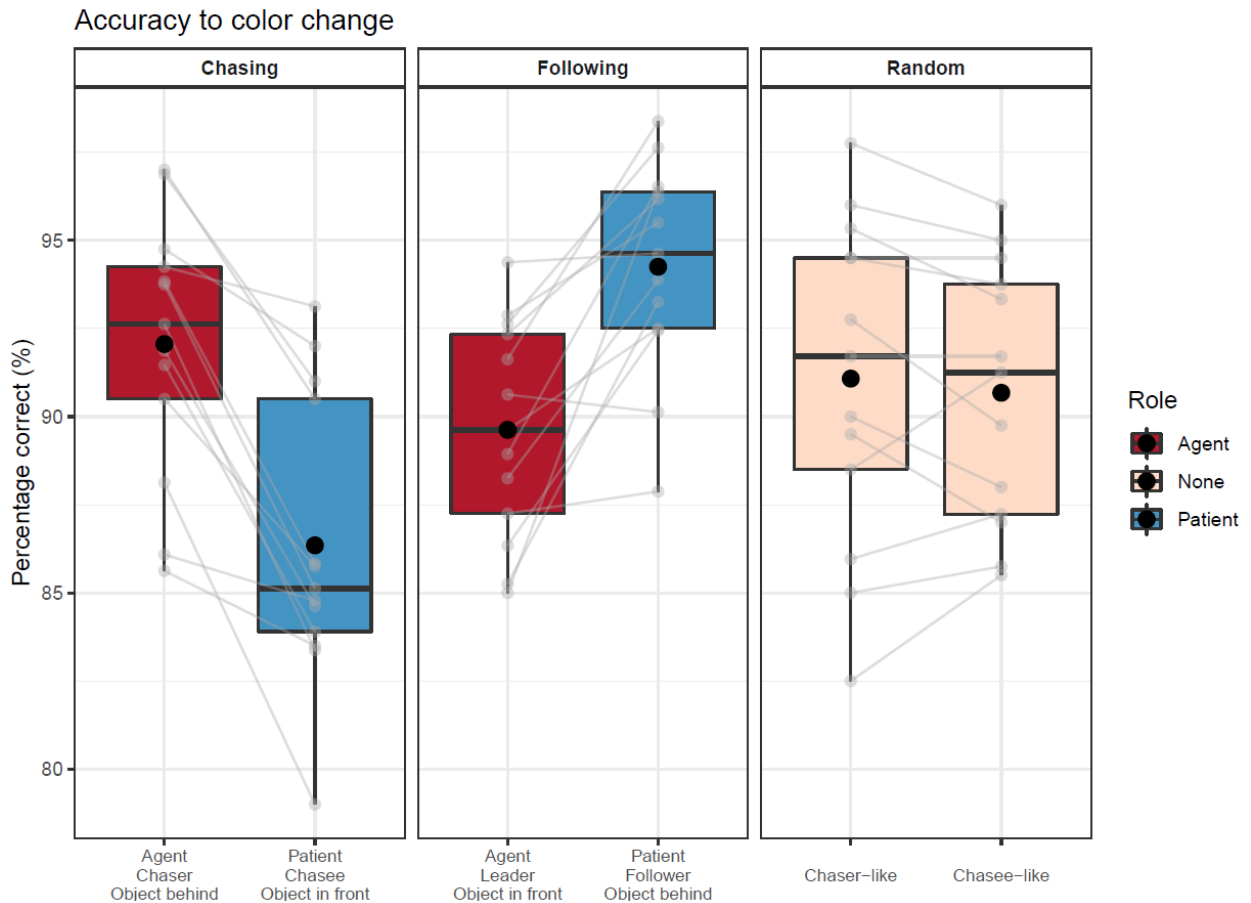 Accuracy to color change
Chasing
Following
Random
Percentage correct (%)
95
90
85
80
Agent
Chaser
Object behind
Patient
Chasee
Object in front
Agent
Leader
Object in front
Patient
Follower
Object behind
Chaser−like
Chasee−like
Role
Agent
None
Patient